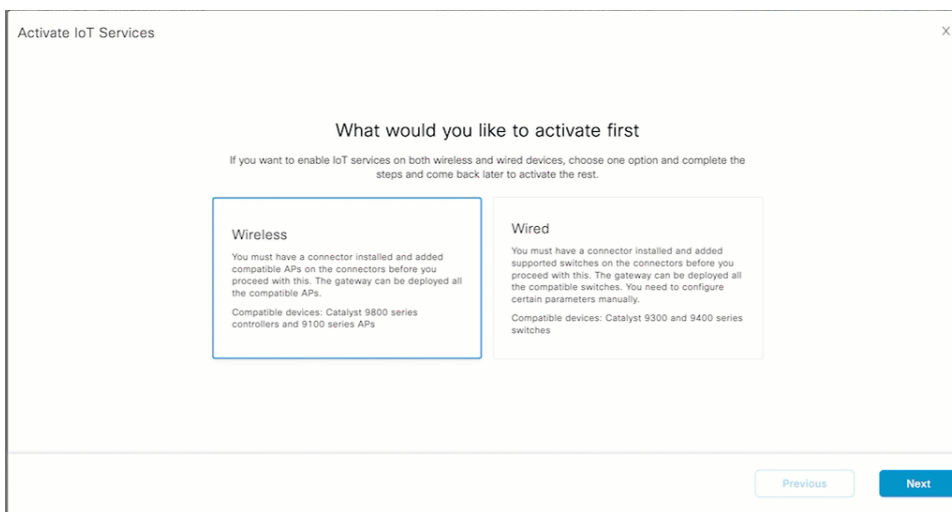 Activate IoT Services
X
What would you like to activate first
If you want to enable IoT services on both wireless and wired devices, choose one option and complete the
steps and come back later to activate the rest.
Wireless
You must have a connector installed and added
compatible APs on the connectors before you
proceed with this. The gateway can be deployed all
the compatible APs.
Compatible devices: Catalyst 9800 series
controllers and 9100 series APs
Wired
You must have a connector installed and added
supported switches on the connectors before you
proceed with this. The gateway can be deployed all
the compatible switches. You need to configure
certain parameters manually.
Compatible devices: Catalyst 9300 and 9400 series
switches
Previous
Next